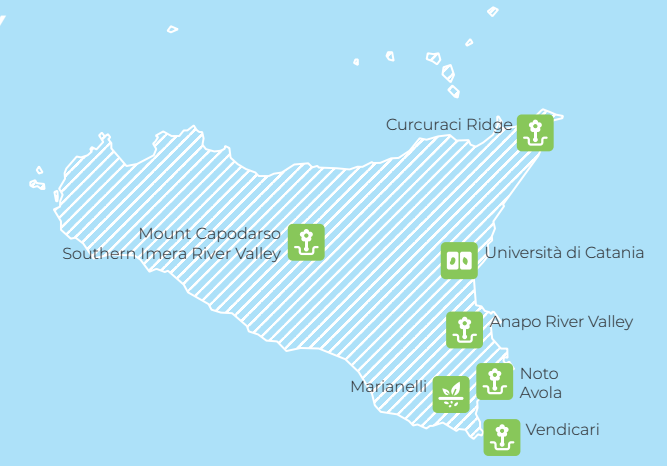 Curcuraci Ridge
Mount Capodarso
Southern Imera River Valley
Università di Catania
Anapo River Valley
Noto
Avola
Marianelli
Vendicari